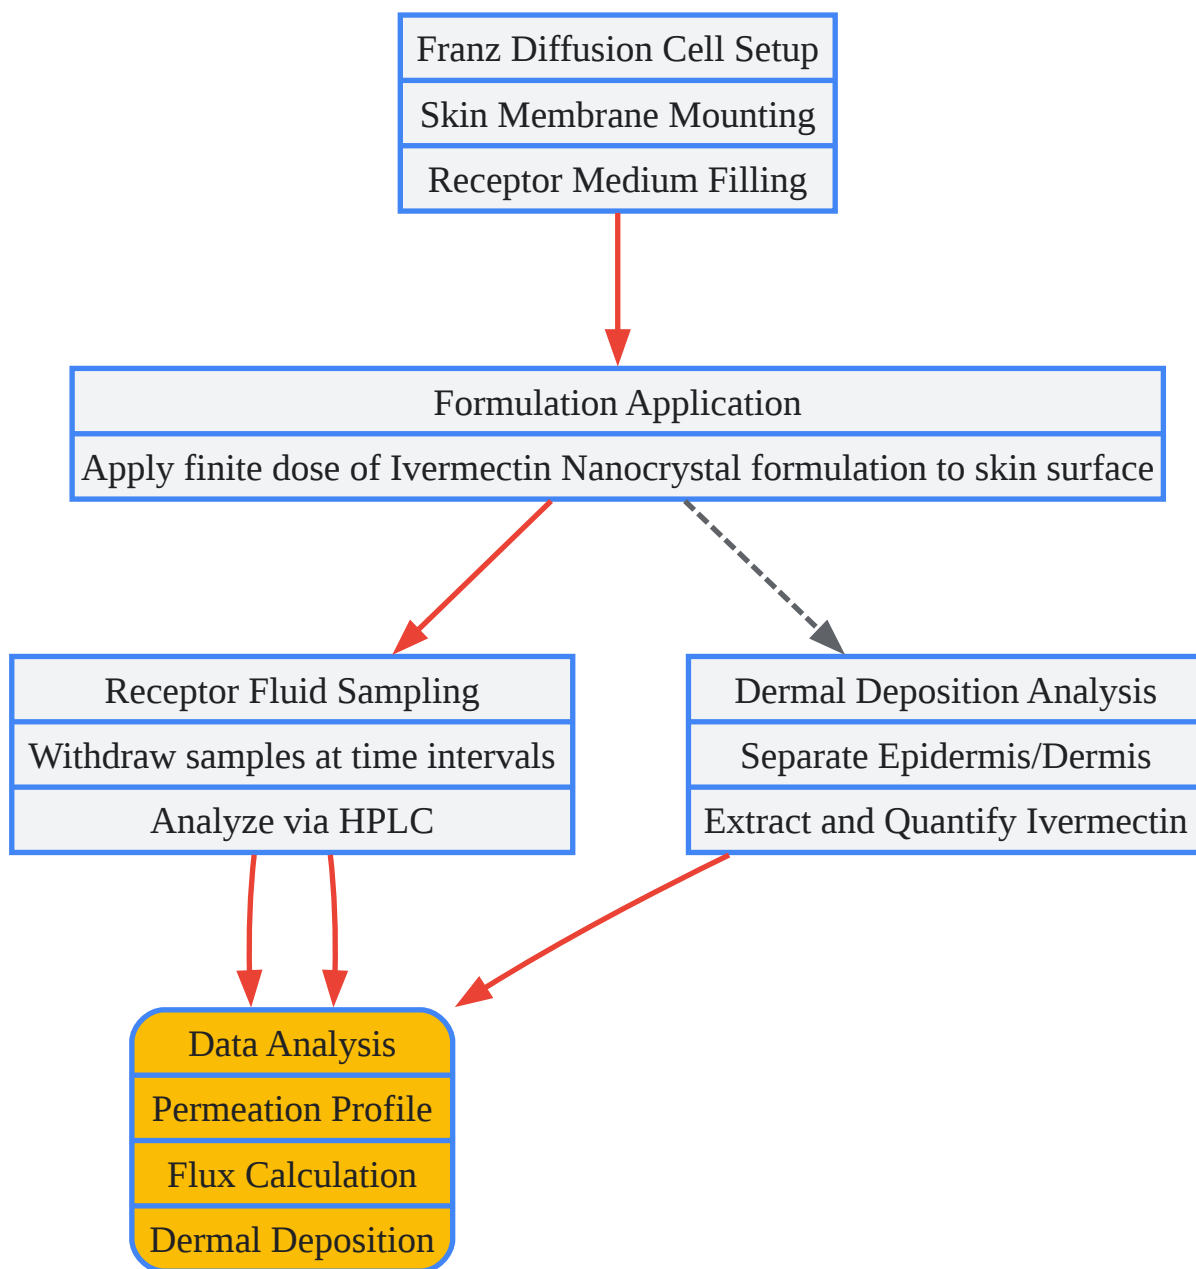 Franz Diffusion Cell Setup
Skin Membrane Mounting
Receptor Medium Filling
Formulation Application
Apply finite dose of Ivermectin Nanocrystal formulation to skin surface
Receptor Fluid Sampling
Withdraw samples at time intervals
Analyze via HPLC
Dermal Deposition Analysis
Separate Epidermis/Dermis
Extract and Quantify Ivermectin
Data Analysis
Permeation Profile
Flux Calculation
Dermal Deposition